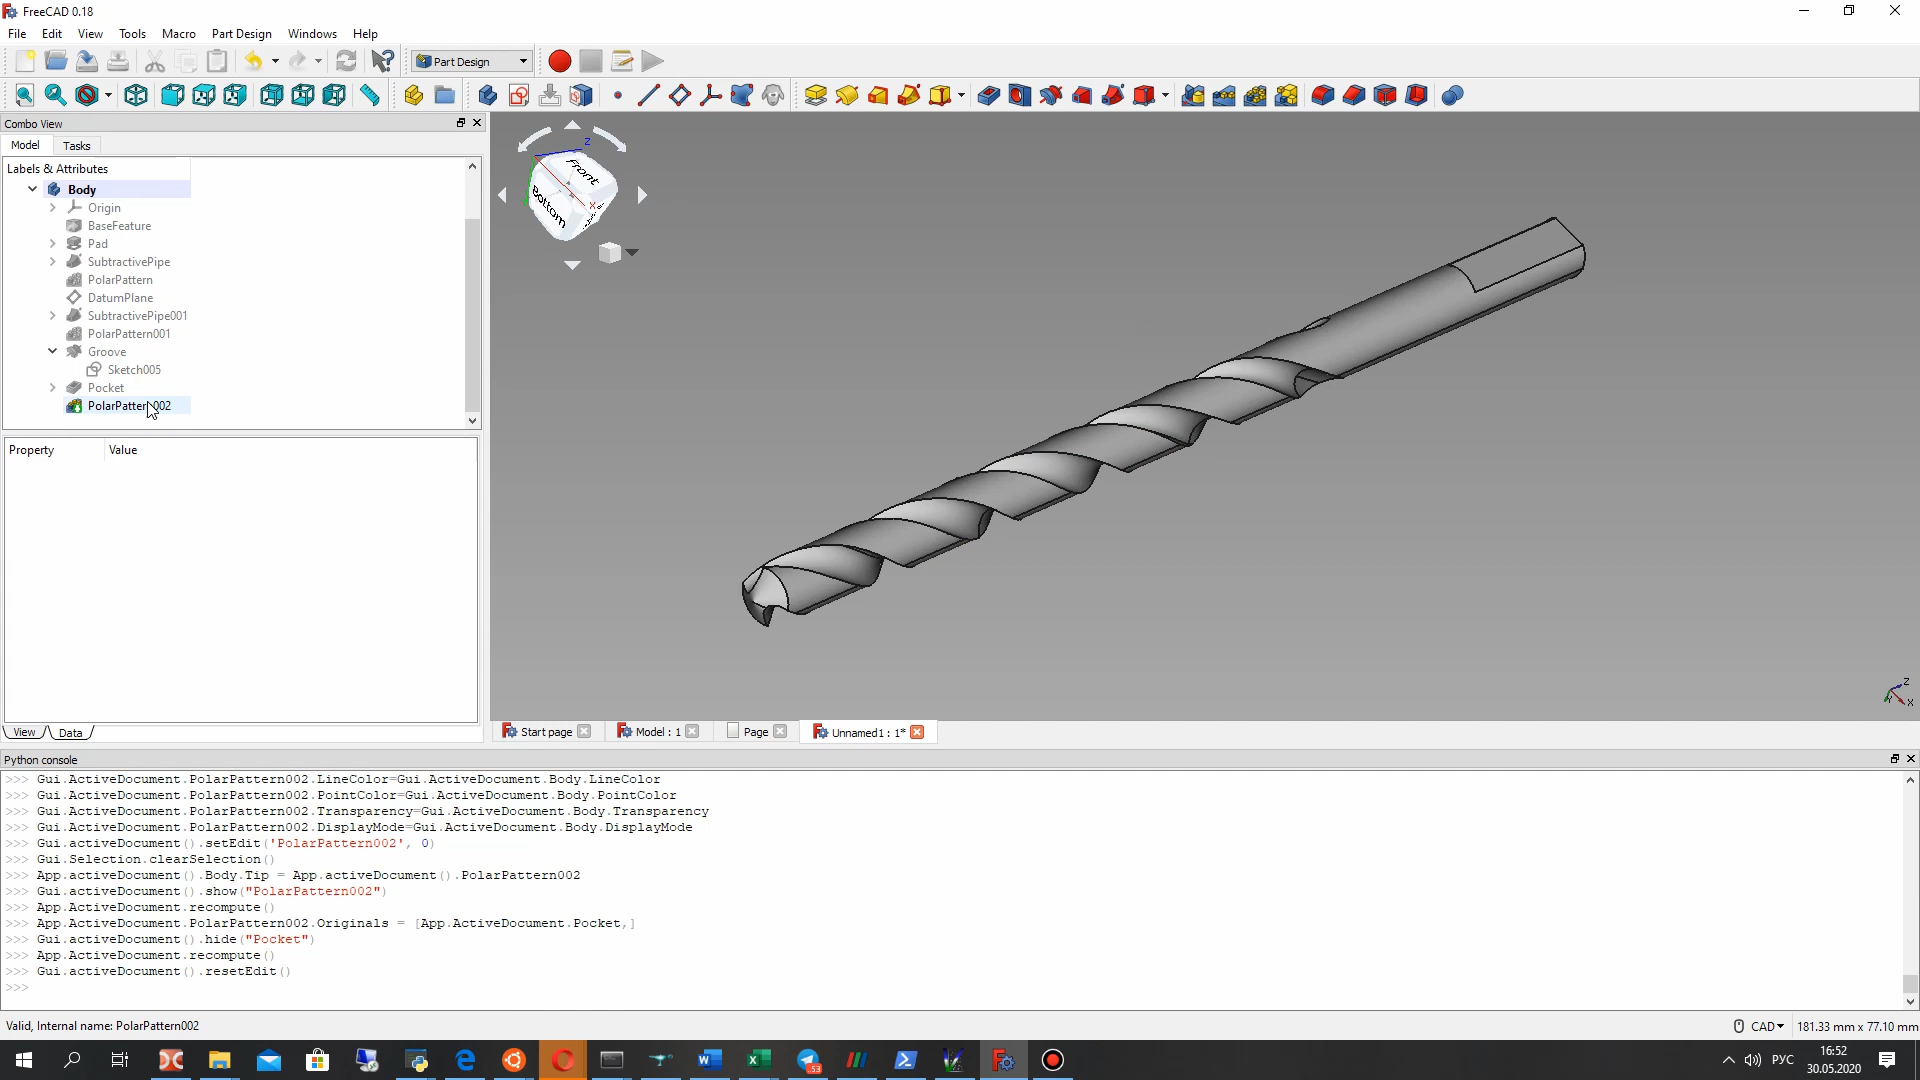 FreeCAD 0.18
File Edit View Tools Macro Part Design Windows Help
Part Design
Combo View
Model Tasks
Labels & Attributes
Body
Origin
BaseFeature
Pad
SubtractivePipe
PolarPattern
DatumPlane
SubtractivePipe001
PolarPattern001
Groove
Sketch005
Pocket
PolarPattern002
Property Value
View Data
Front
Bottom
Z
X
Z
X
Start page Model : 1 Page Unnamed1 : 1*
Python console
>>> Gui.ActiveDocument.PolarPattern002.LineColor=Gui.ActiveDocument.Body.LineColor
>>> Gui.ActiveDocument.PolarPattern002.PointColor=Gui.ActiveDocument.Body.PointColor
>>> Gui.ActiveDocument.PolarPattern002.Transparency=Gui.ActiveDocument.Body.Transparency
>>> Gui.ActiveDocument.PolarPattern002.DisplayMode=Gui.ActiveDocument.Body.DisplayMode
>>> Gui.activeDocument().setEdit('PolarPattern002', 0)
>>> Gui.Selection.clearSelection()
>>> App.activeDocument().Body.Tip = App.activeDocument().PolarPattern002
>>> Gui.activeDocument().show("PolarPattern002")
>>> App.ActiveDocument.recompute()
>>> App.ActiveDocument.PolarPattern002.Originals = [App.ActiveDocument.Pocket,]
>>> Gui.activeDocument().hide("Pocket")
>>> App.ActiveDocument.recompute()
>>> Gui.activeDocument().resetEdit()
>>>
Valid, Internal name: PolarPattern002
CAD 181.33 mm x 77.10 mm
53
РУС
16:52
30.05.2020